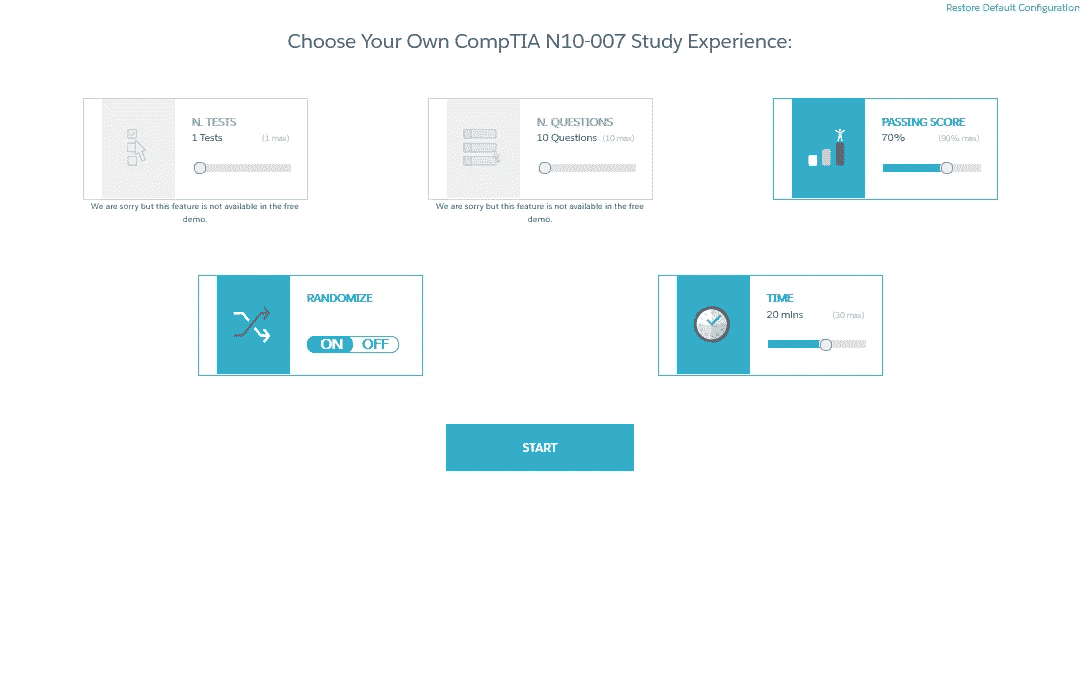 Restore Default Configuration
Choose Your Own CompTIA N10-007 Study Experience:
N. TESTS
1 Tests (1 max)
We are sorry but this feature is not available in the free
demo.
N. QUESTIONS
10 Questions (10 max)
We are sorry but this feature is not available in the free
demo.
PASSING SCORE
70% (90% max)
RANDOMIZE
ON OFF
TIME
20 mins (30 max)
START